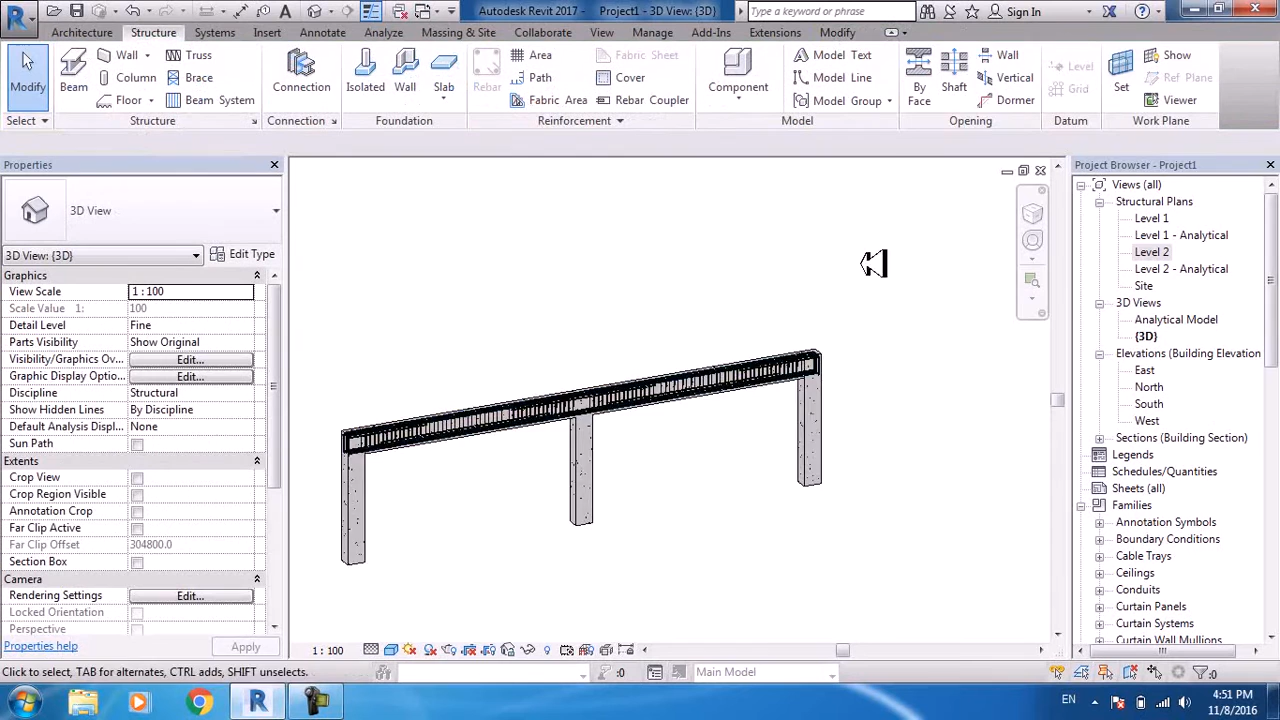 Autodesk Revit 2017 - Project1 - 3D View: {3D}
Type a keyword or phrase
Sign In
Architecture Structure Systems Insert Annotate Analyze Massing & Site Collaborate View Manage Add-Ins Extensions Modify
Modify
Select
Beam
Wall
Column
Floor
Truss
Brace
Beam System
Structure
Connection
Connection
Isolated
Wall
Slab
Foundation
Rebar
Area
Path
Fabric Area
Fabric Sheet
Cover
Rebar Coupler
Reinforcement
Component
Model Text
Model Line
Model Group
Model
By
Face
Shaft
Wall
Vertical
Dormer
Opening
Level
Grid
Datum
Set
Show
Ref Plane
Viewer
Work Plane
Properties
3D View
3D View: {3D}
Edit Type
Graphics
View Scale 1 : 100
Scale Value 1: 100
Detail Level Fine
Parts Visibility Show Original
Visibility/Graphics Ov... Edit...
Graphic Display Optio... Edit...
Discipline Structural
Show Hidden Lines By Discipline
Default Analysis Displ... None
Sun Path
Extents
Crop View
Crop Region Visible
Annotation Crop
Far Clip Active
Far Clip Offset 304800.0
Section Box
Camera
Rendering Settings Edit...
Locked Orientation
Perspective
Properties help
Apply
Project Browser - Project1
Views (all)
Structural Plans
Level 1
Level 1 - Analytical
Level 2
Level 2 - Analytical
Site
3D Views
Analytical Model
{3D}
Elevations (Building Elevation
East
North
South
West
Sections (Building Section)
Legends
Schedules/Quantities
Sheets (all)
Families
Annotation Symbols
Boundary Conditions
Cable Trays
Ceilings
Conduits
Curtain Panels
Curtain Systems
Curtain Wall Mullions
1 : 100
Click to select, TAB for alternates, CTRL adds, SHIFT unselects.
:0
Main Model
:0
EN
4:51 PM
11/8/2016